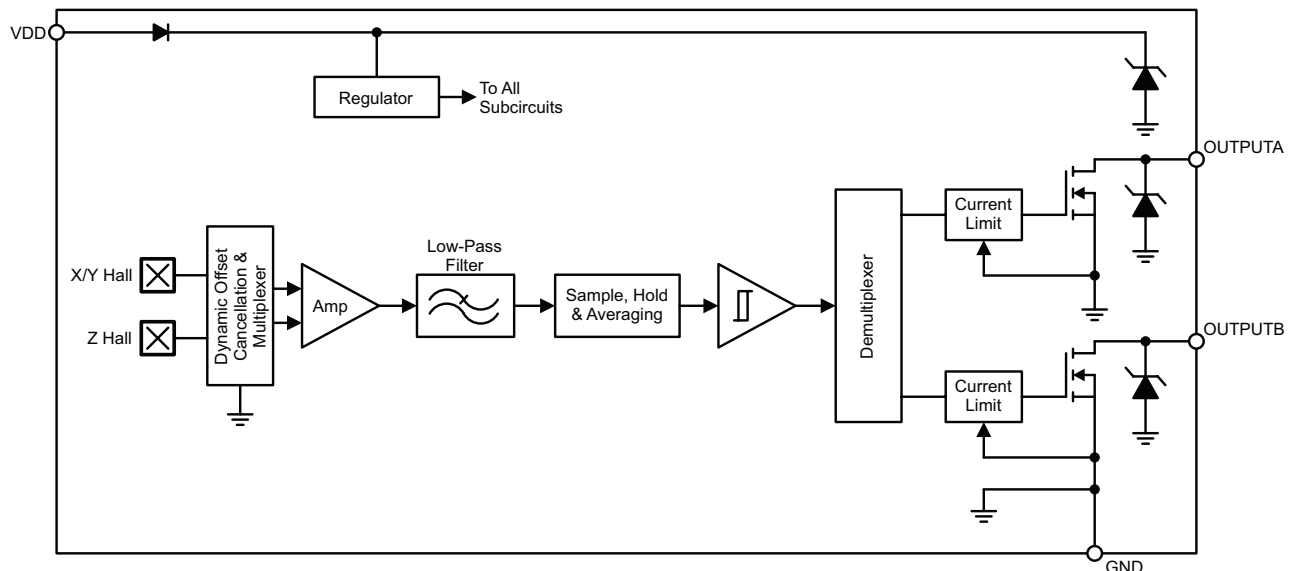 VDD
Regulator
To All
Subcircuits
OUTPUTA
Current
Limit
X/Y Hall
Z Hall
Dynamic Offset
Cancellation &
Multiplexer
Amp
Low-Pass
Filter
Sample, Hold
& Averaging
Demultiplexer
OUTPUTB
Current
Limit
GND